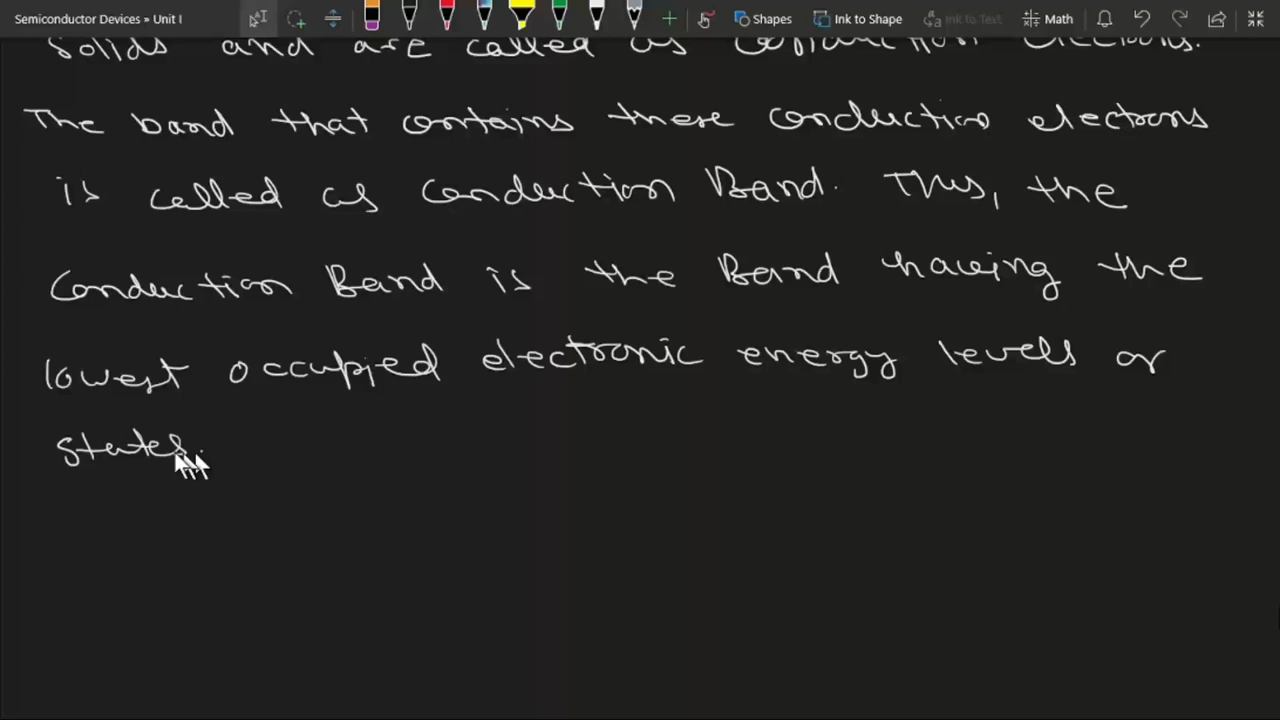 Semiconductor Devices » Unit I
Shapes
Ink to Shape
Ink to Text
Math
solids and are called as conduction electrons.
The band that contains these conduction electrons
is called as Conduction Band. Thus, the
Conduction Band is the Band having the
lowest occupied electronic energy levels or
states.